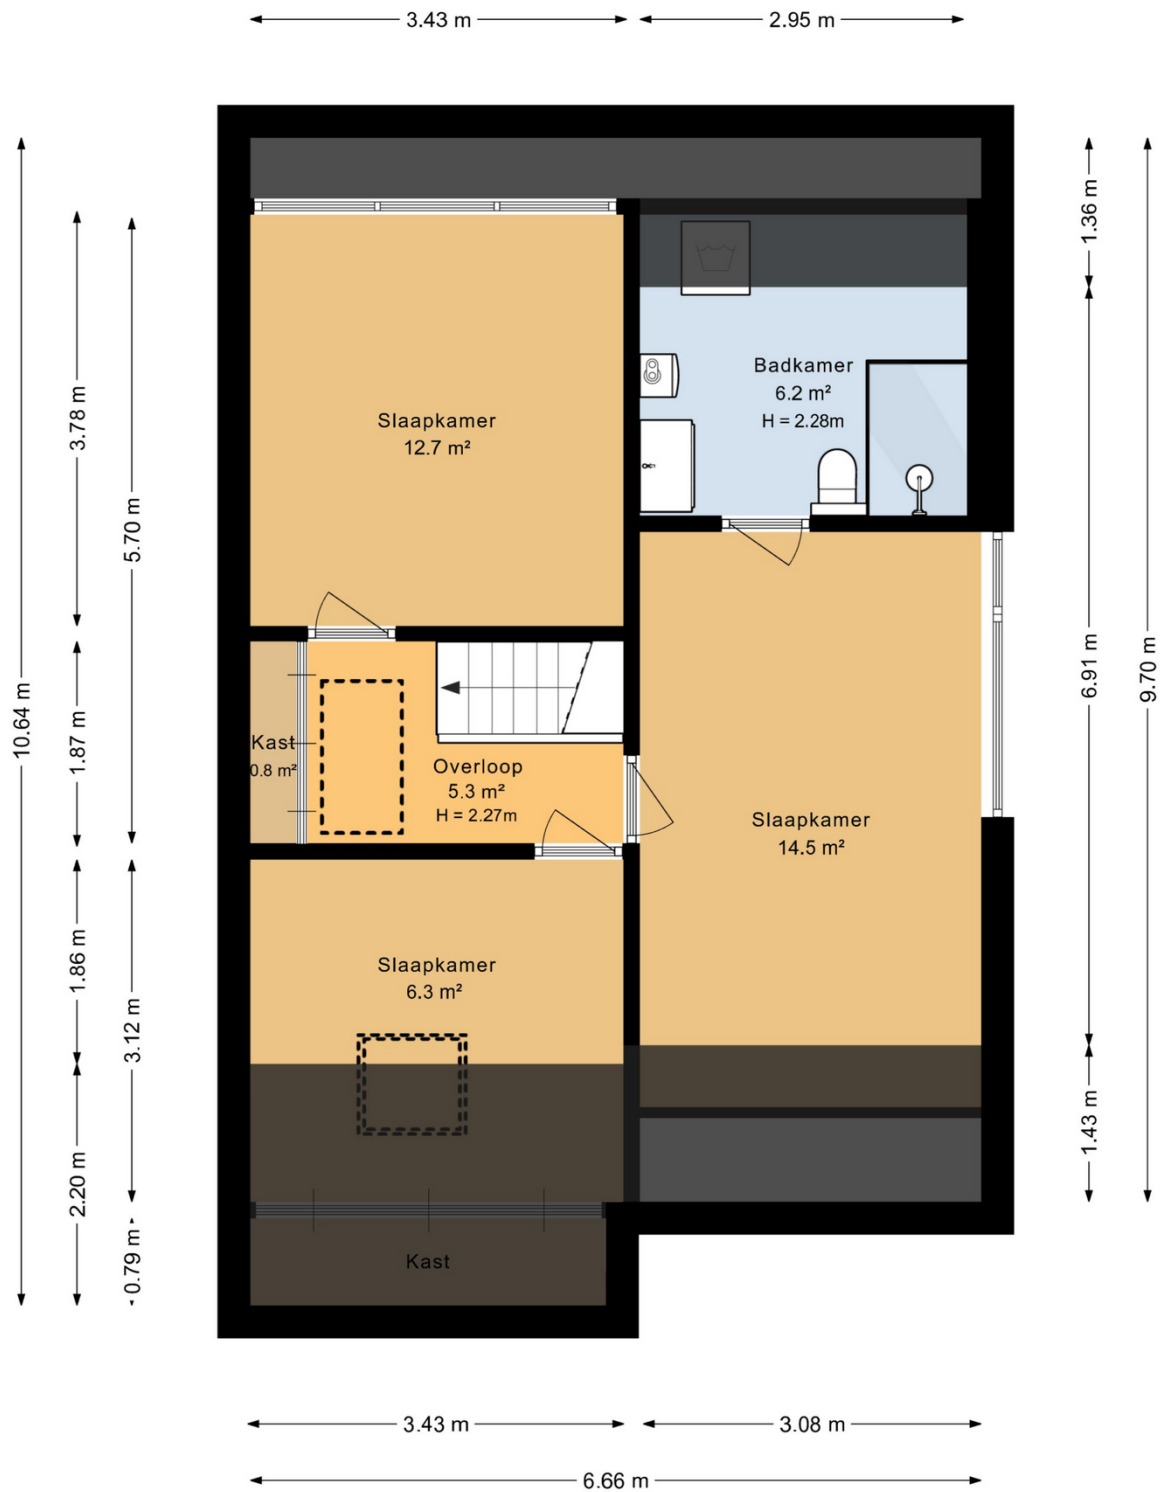 3.43 m
2.95 m
1.36 m
3.78 m
Badkamer
6.2 m²
H = 2.28m
Slaapkamer
12.7 m²
5.70 m
6.91 m
9.70 m
10.64 m
1.87 m
Kast
0.8 m²
Overloop
5.3 m²
H = 2.27m
Slaapkamer
14.5 m²
1.86 m
Slaapkamer
6.3 m²
3.12 m
1.43 m
2.20 m
0.79 m
Kast
3.43 m
3.08 m
6.66 m